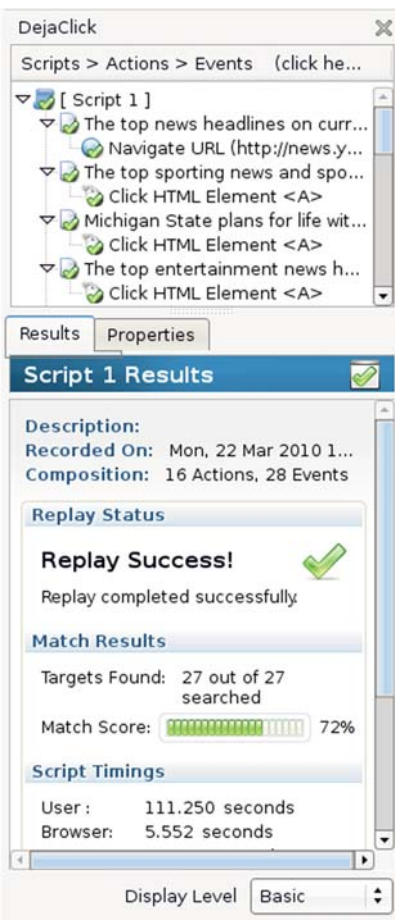 DejaClick
Scripts > Actions > Events (click he...
[ Script 1 ]
The top news headlines on curr...
Navigate URL (http://news.y...
The top sporting news and spo...
Click HTML Element <A>
Michigan State plans for life wit...
Click HTML Element <A>
The top entertainment news h...
Click HTML Element <A>
Results Properties
Script 1 Results
Description:
Recorded On: Mon, 22 Mar 2010 1...
Composition: 16 Actions, 28 Events
Replay Status
Replay Success!
Replay completed successfully.
Match Results
Targets Found: 27 out of 27
searched
Match Score: 72%
Script Timings
User : 111.250 seconds
Browser: 5.552 seconds
Display Level Basic